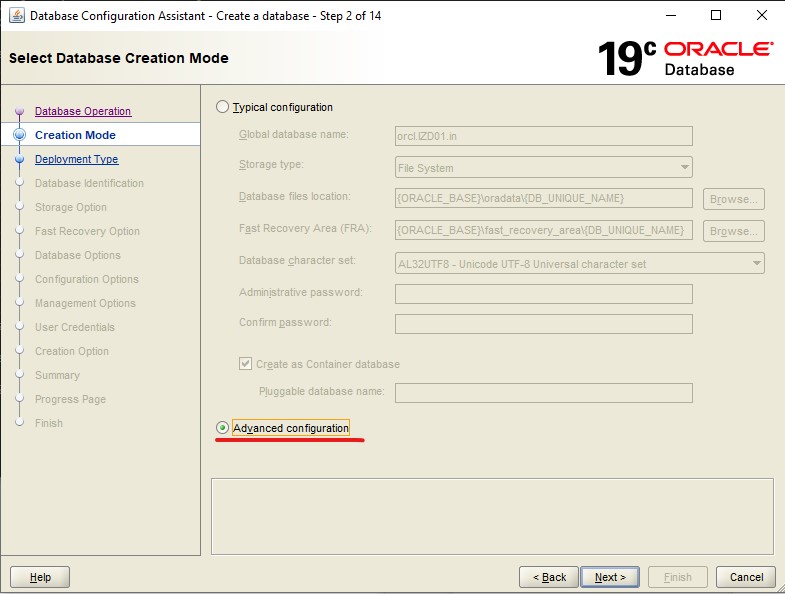 Database Configuration Assistant - Create a database - Step 2 of 14
Select Database Creation Mode
19c ORACLE
Database
Database Operation
Creation Mode
Deployment Type
Database Identification
Storage Option
Fast Recovery Option
Database Options
Configuration Options
Management Options
User Credentials
Creation Option
Summary
Progress Page
Finish
Typical configuration
Global database name: orcl.IZD01.in
Storage type: File System
Database files location: {ORACLE_BASE}\oradata\{DB_UNIQUE_NAME} Browse...
Fast Recovery Area (FRA): {ORACLE_BASE}\fast_recovery_area\{DB_UNIQUE_NAME} Browse...
Database character set: AL32UTF8 - Unicode UTF-8 Universal character set
Administrative password:
Confirm password:
Create as Container database
Pluggable database name:
Advanced configuration
Help < Back Next > Finish Cancel